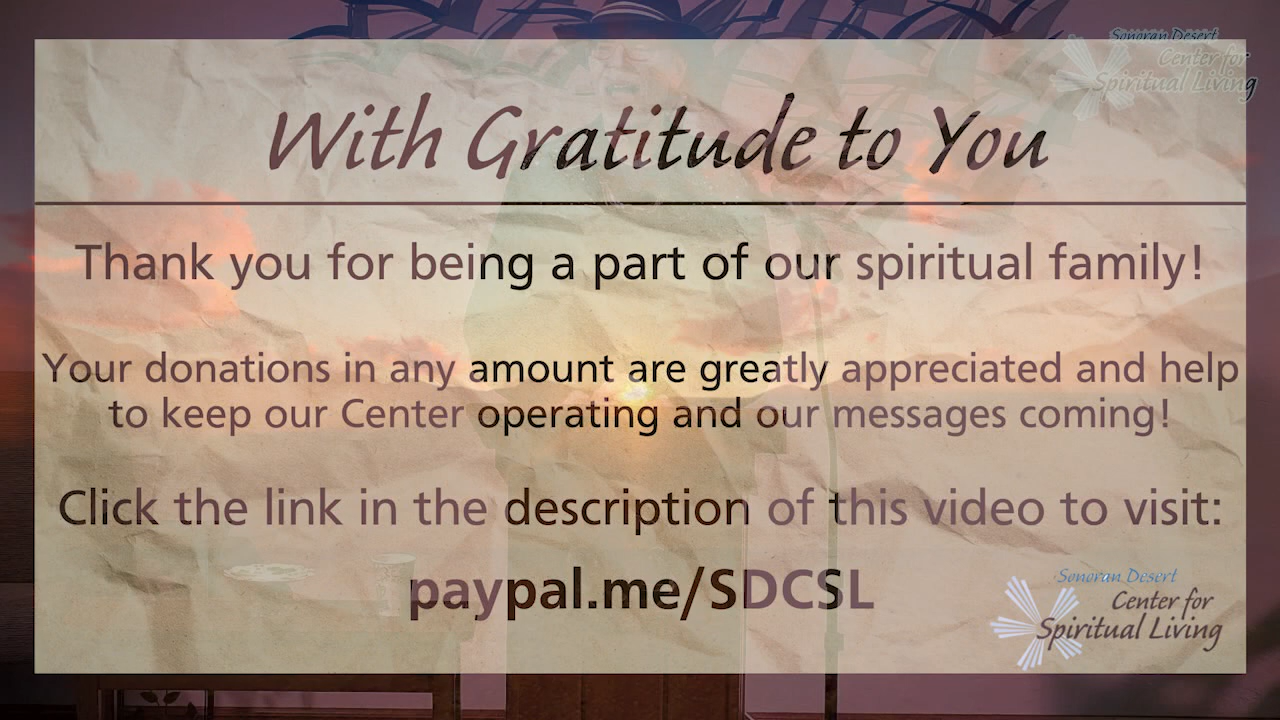 Sonoran Desert
Center for
Spiritual Living
With Gratitude to You
Thank you for being a part of our spiritual family!
Your donations in any amount are greatly appreciated and help
to keep our Center operating and our messages coming!
Click the link in the description of this video to visit:
paypal.me/SDCSL
Sonoran Desert
Center for
Spiritual Living